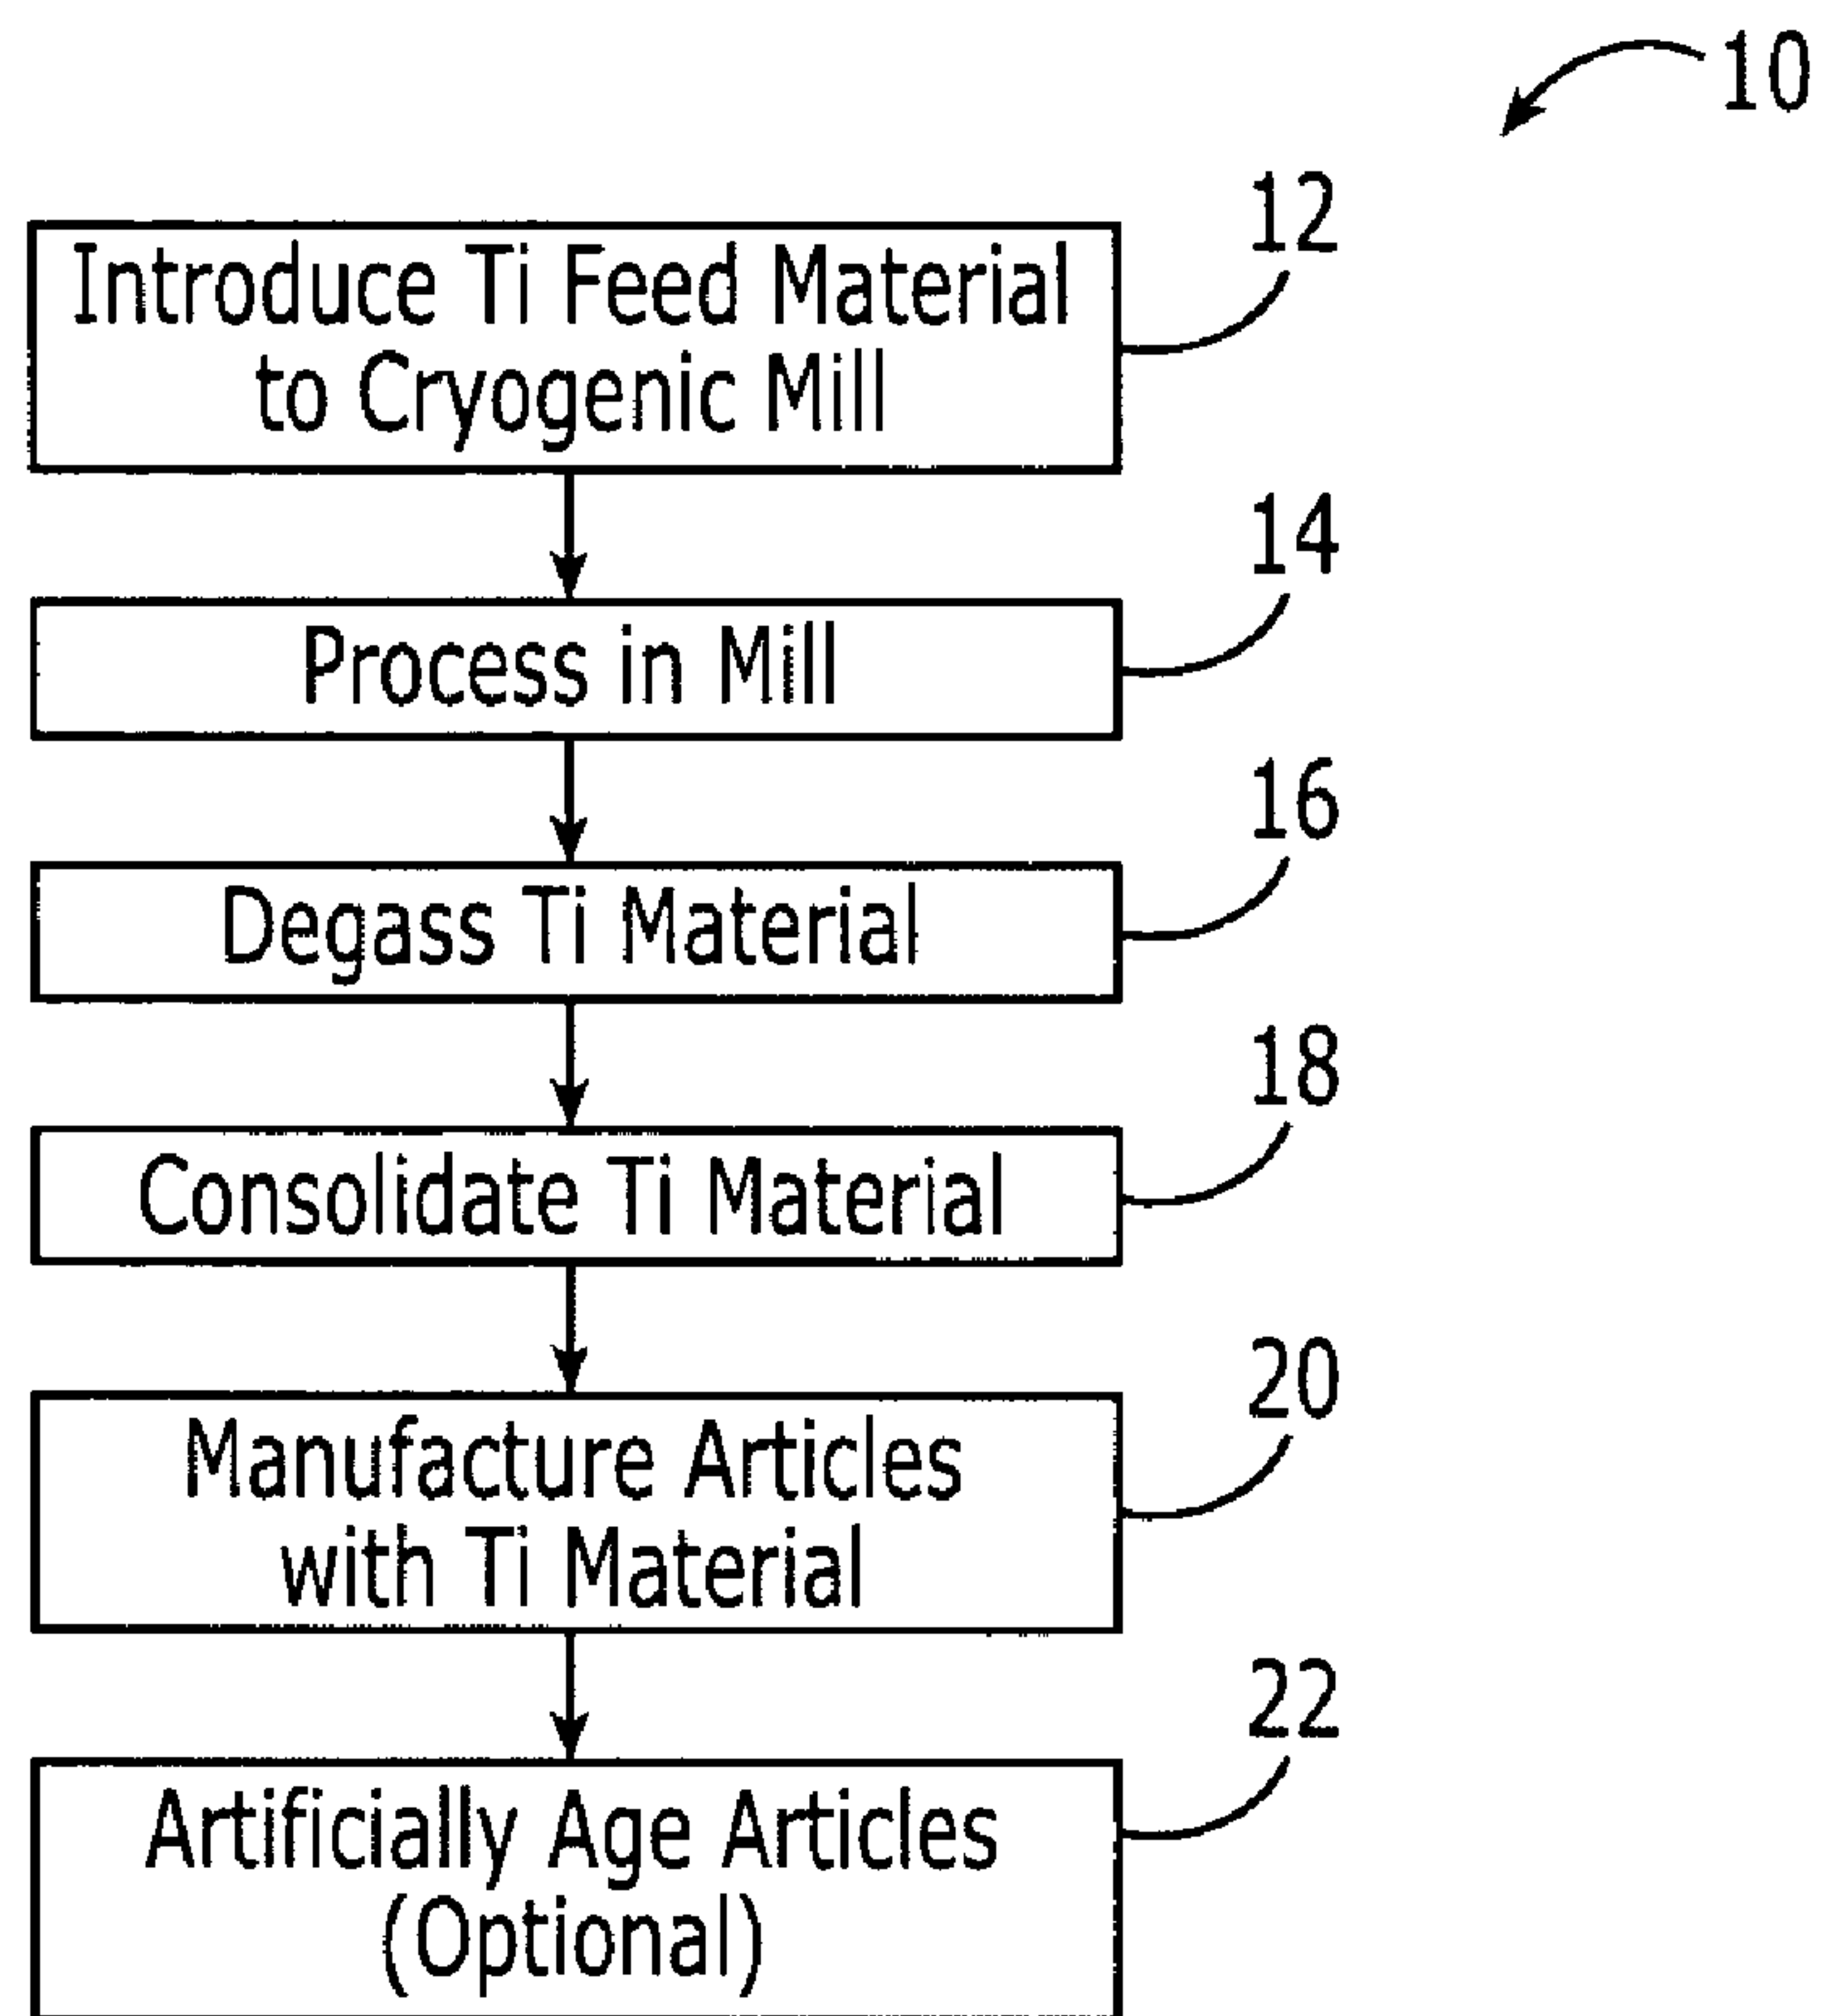 10
12
Introduce Ti Feed Material
to Cryogenic Mill
14
Process in Mill
16
Degass Ti Material
18
Consolidate Ti Material
20
Manufacture Articles
with Ti Material
22
Artificially Age Articles
(Optional)